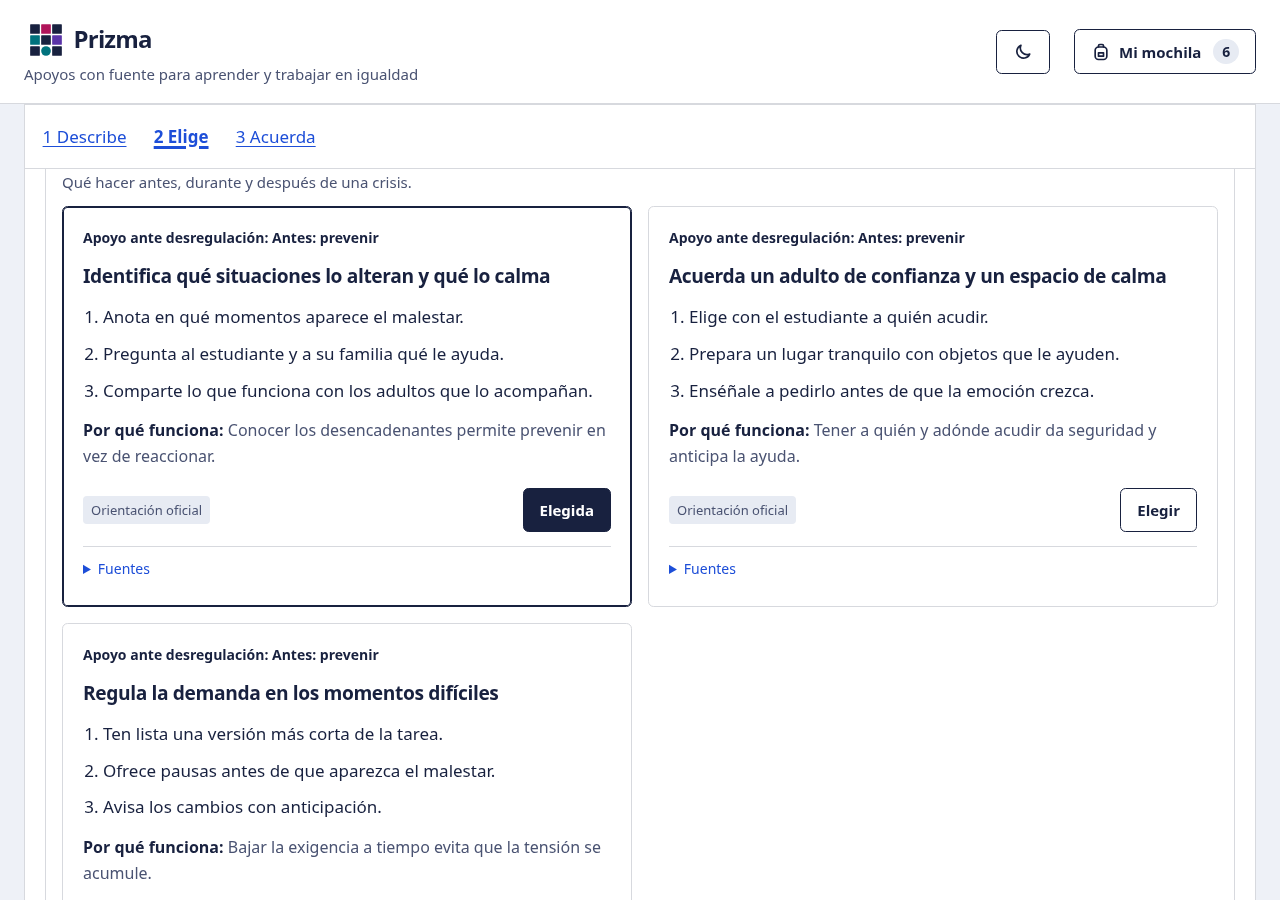 Prizma
Apoyos con fuente para aprender y trabajar en igualdad
Mi mochila 6
1 Describe 2 Elige 3 Acuerda
Qué hacer antes, durante y después de una crisis.
Apoyo ante desregulación: Antes: prevenir
Identifica qué situaciones lo alteran y qué lo calma
1. Anota en qué momentos aparece el malestar.
2. Pregunta al estudiante y a su familia qué le ayuda.
3. Comparte lo que funciona con los adultos que lo acompañan.
Por qué funciona: Conocer los desencadenantes permite prevenir en
vez de reaccionar.
Orientación oficial
Elegida
Fuentes
Apoyo ante desregulación: Antes: prevenir
Acuerda un adulto de confianza y un espacio de calma
1. Elige con el estudiante a quién acudir.
2. Prepara un lugar tranquilo con objetos que le ayuden.
3. Enséñale a pedirlo antes de que la emoción crezca.
Por qué funciona: Tener a quién y adónde acudir da seguridad y
anticipa la ayuda.
Orientación oficial
Elegir
Fuentes
Apoyo ante desregulación: Antes: prevenir
Regula la demanda en los momentos difíciles
1. Ten lista una versión más corta de la tarea.
2. Ofrece pausas antes de que aparezca el malestar.
3. Avisa los cambios con anticipación.
Por qué funciona: Bajar la exigencia a tiempo evita que la tensión se
acumule.